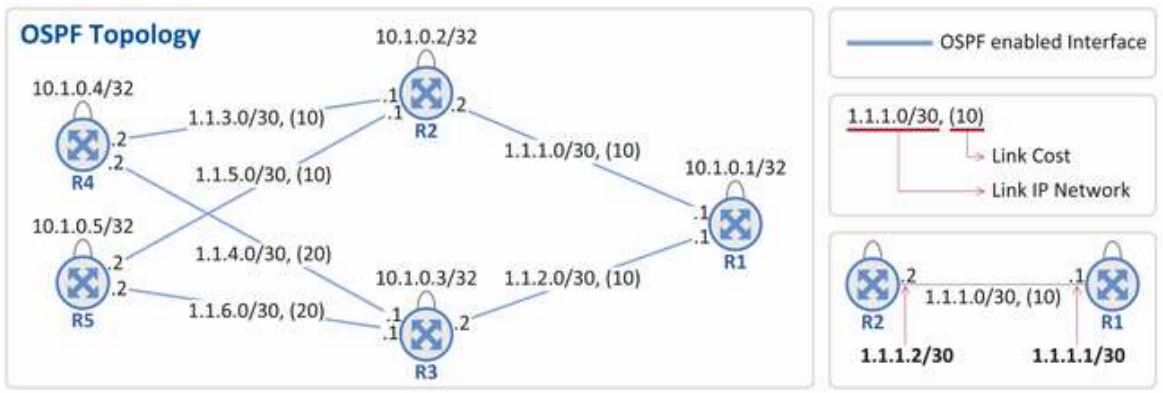 OSPF Topology
10.1.0.2/32
10.1.0.4/32
.1
.1
.2
R2
1.1.3.0/30, (10)
.2
.2
R4
1.1.1.0/30, (10)
10.1.0.1/32
1.1.5.0/30, (10)
.1
.1
R1
10.1.0.5/32
.2
.2
R5
1.1.4.0/30, (20)
10.1.0.3/32
1.1.2.0/30, (10)
1.1.6.0/30, (20)
.1
.1
.2
R3
OSPF enabled Interface
1.1.1.0/30, (10)
Link Cost
Link IP Network
.2
.1
1.1.1.0/30, (10)
R2
R1
1.1.1.2/30
1.1.1.1/30